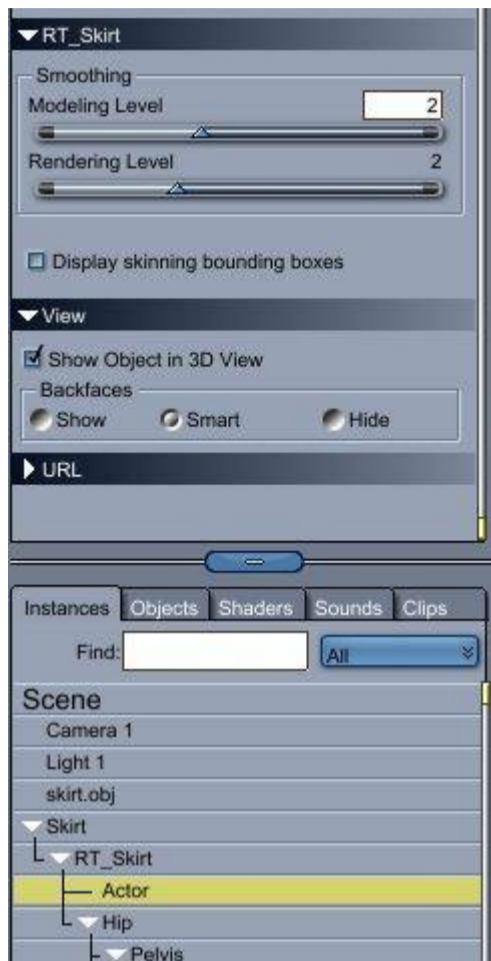 RT_Skirt
Smoothing
Modeling Level 2
Rendering Level 2
Display skinning bounding boxes
View
Show Object in 3D View
Backfaces
Show Smart Hide
URL
Instances Objects Shaders Sounds Clips
Find: All
Scene
Camera 1
Light 1
skirt.obj
Skirt
RT_Skirt
Actor
Hip
Pelvis